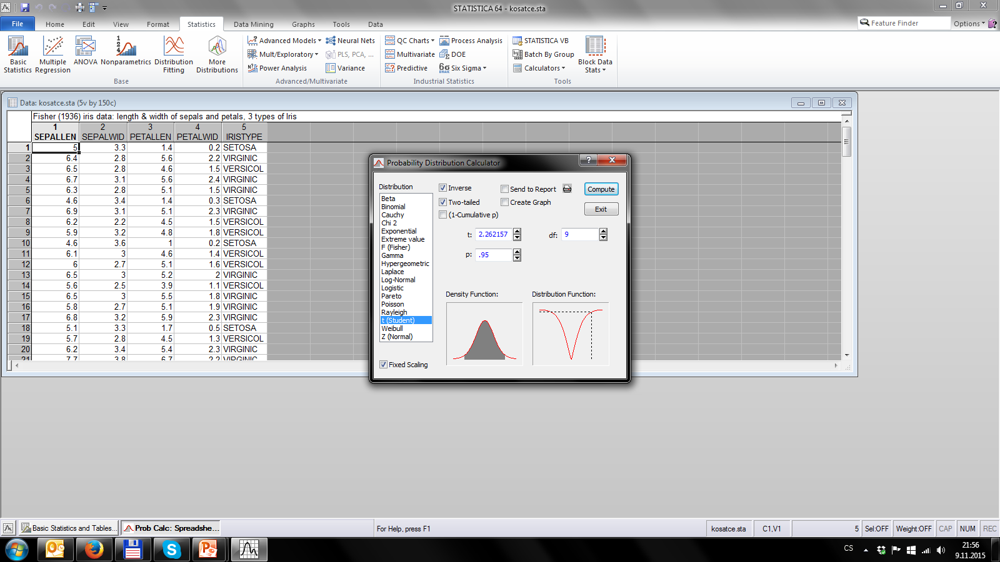 STATISTICA 64 - kosatce.sta
File Home Edit View Format Statistics Data Mining Graphs Tools Data
Feature Finder Options
Basic Statistics
Multiple Regression
ANOVA
Nonparametrics
Distribution Fitting
More Distributions
Base
Advanced Models Neural Nets
Mult/Exploratory PLS, PCA, ...
Power Analysis Variance
Advanced/Multivariate
QC Charts Process Analysis
Multivariate DOE
Predictive Six Sigma
Industrial Statistics
STATISTICA VB
Batch By Group
Calculators
Block Data Stats
Tools
Data: kosatce.sta (5v by 150c)
Fisher (1936) iris data: length & width of sepals and petals, 3 types of Iris
1 2 3 4 5
SEPALLEN SEPALWID PETALLEN PETALWID IRISTYPE
1 5 3.3 1.4 0.2 SETOSA
2 6.4 2.8 5.6 2.2 VIRGINIC
3 6.5 2.8 4.6 1.5 VERSICOL
4 6.7 3.1 5.6 2.4 VIRGINIC
5 6.3 2.8 5.1 1.5 VIRGINIC
6 4.6 3.4 1.4 0.3 SETOSA
7 6.9 3.1 5.1 2.3 VIRGINIC
8 6.2 2.2 4.5 1.5 VERSICOL
9 5.9 3.2 4.8 1.8 VERSICOL
10 4.6 3.6 1 0.2 SETOSA
11 6.1 3 4.6 1.4 VERSICOL
12 6 2.7 5.1 1.6 VERSICOL
13 6.5 3 5.2 2 VIRGINIC
14 5.6 2.5 3.9 1.1 VERSICOL
15 6.5 3 5.5 1.8 VIRGINIC
16 5.8 2.7 5.1 1.9 VIRGINIC
17 6.8 3.2 5.9 2.3 VIRGINIC
18 5.1 3.3 1.7 0.5 SETOSA
19 5.7 2.8 4.5 1.3 VERSICOL
20 6.2 3.4 5.4 2.3 VIRGINIC
21 7.7 3.8 6.7 2.2 VIRGINIC
Probability Distribution Calculator
Distribution
Beta
Binomial
Cauchy
Chi 2
Exponential
Extreme value
F (Fisher)
Gamma
Hypergeometric
Laplace
Log-Normal
Logistic
Pareto
Poisson
Rayleigh
t (Student)
Weibull
Z (Normal)
Fixed Scaling
Inverse Send to Report Compute
Two-tailed Create Graph
(1-Cumulative p) Exit
t: 2.262157 df: 9
p: .95
Density Function: Distribution Function:
Basic Statistics and Tables... Prob Calc: Spreadshe... For Help, press F1 kosatce.sta C1,V1 5 Sel:OFF Weight:OFF CAP NUM REC
CS 21:56
9.11.2015